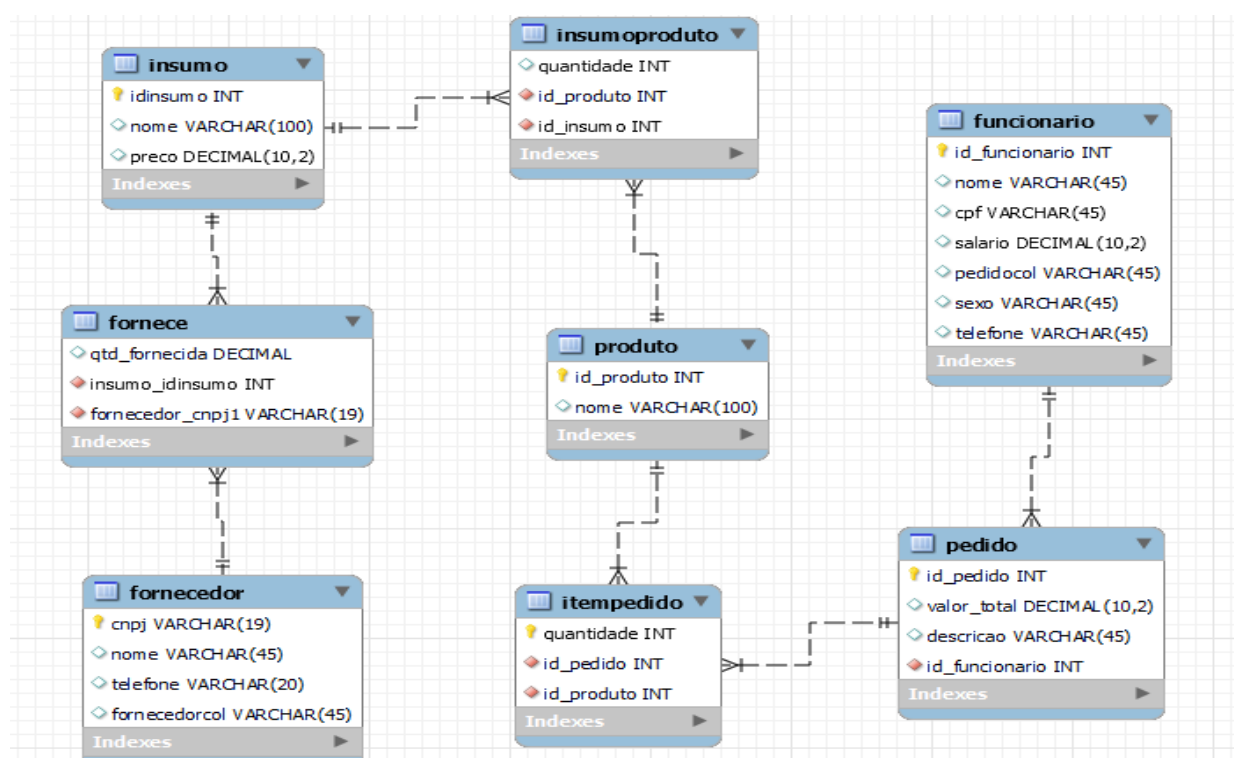 insumo
idinsumo INT
nome VARCHAR(100)
preco DECIMAL(10,2)
Indexes
insumoproduto
quantidade INT
id_produto INT
id_insumo INT
Indexes
funcionario
id_funcionario INT
nome VARCHAR(45)
cpf VARCHAR(45)
salario DECIMAL(10,2)
pedidocol VARCHAR(45)
sexo VARCHAR(45)
telefone VARCHAR(45)
Indexes
fornece
qtd_fornecida DECIMAL
insumo_idinsumo INT
fornecedor_cnpj1 VARCHAR(19)
Indexes
produto
id_produto INT
nome VARCHAR(100)
Indexes
fornecedor
cnpj VARCHAR(19)
nome VARCHAR(45)
telefone VARCHAR(20)
fornecedorcol VARCHAR(45)
Indexes
itempedido
quantidade INT
id_pedido INT
id_produto INT
Indexes
pedido
id_pedido INT
valor_total DECIMAL(10,2)
descricao VARCHAR(45)
id_funcionario INT
Indexes